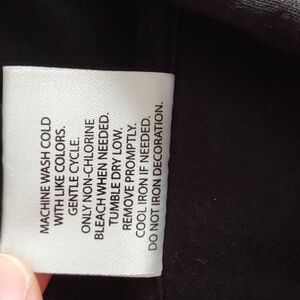 MACHINE WASH COLD
WITH LIKE COLORS.
GENTLE CYCLE.
ONLY NON-CHLORINE
BLEACH WHEN NEEDED.
TUMBLE DRY LOW.
REMOVE PROMPTLY.
COOL IRON IF NEEDED.
DO NOT IRON DECORATION.